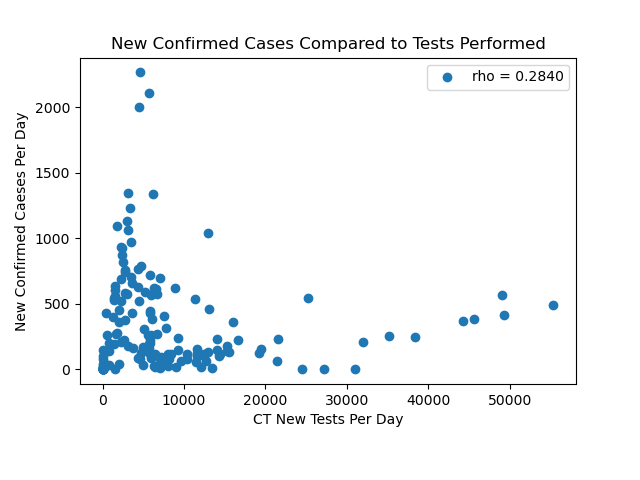 New Confirmed Cases Compared to Tests Performed
rho = 0.2840
New Confirmed Caeses Per Day
2000
1500
1000
500
0
0 10000 20000 30000 40000 50000
CT New Tests Per Day